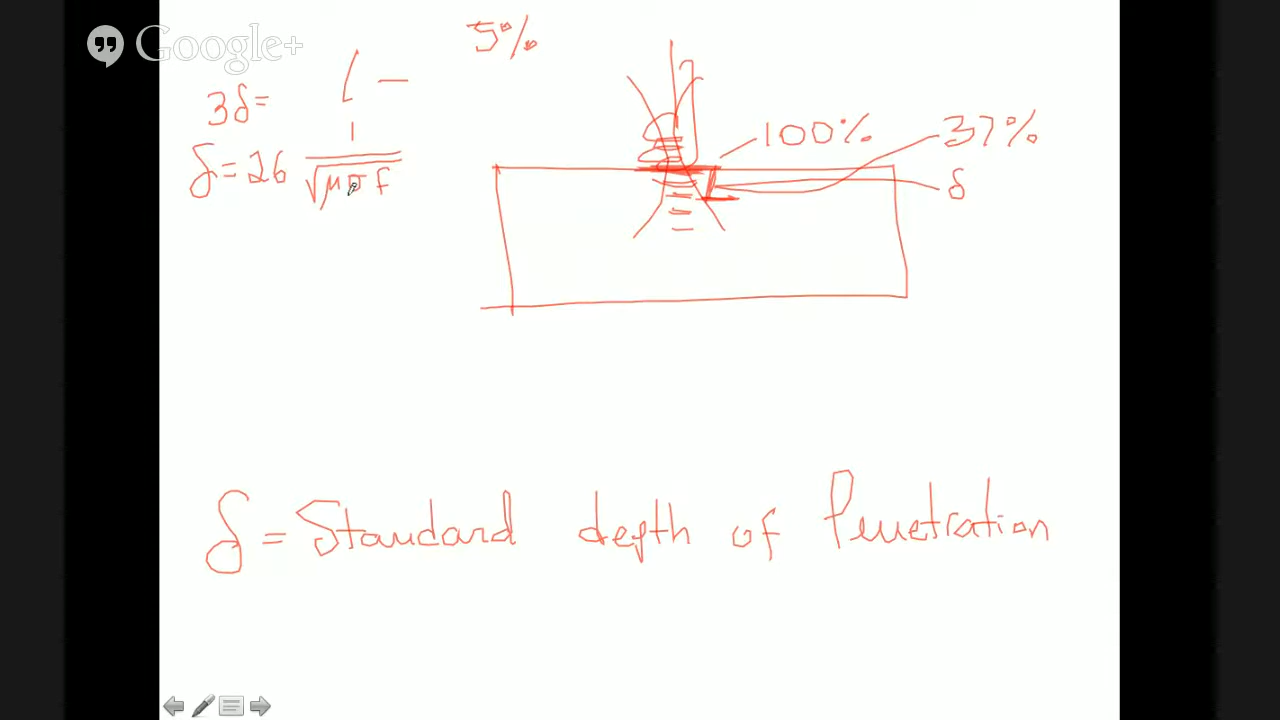 Google+
5%
3δ=
δ = 26 1/√μσf
100%
37%
δ
δ = Standard depth of Penetration